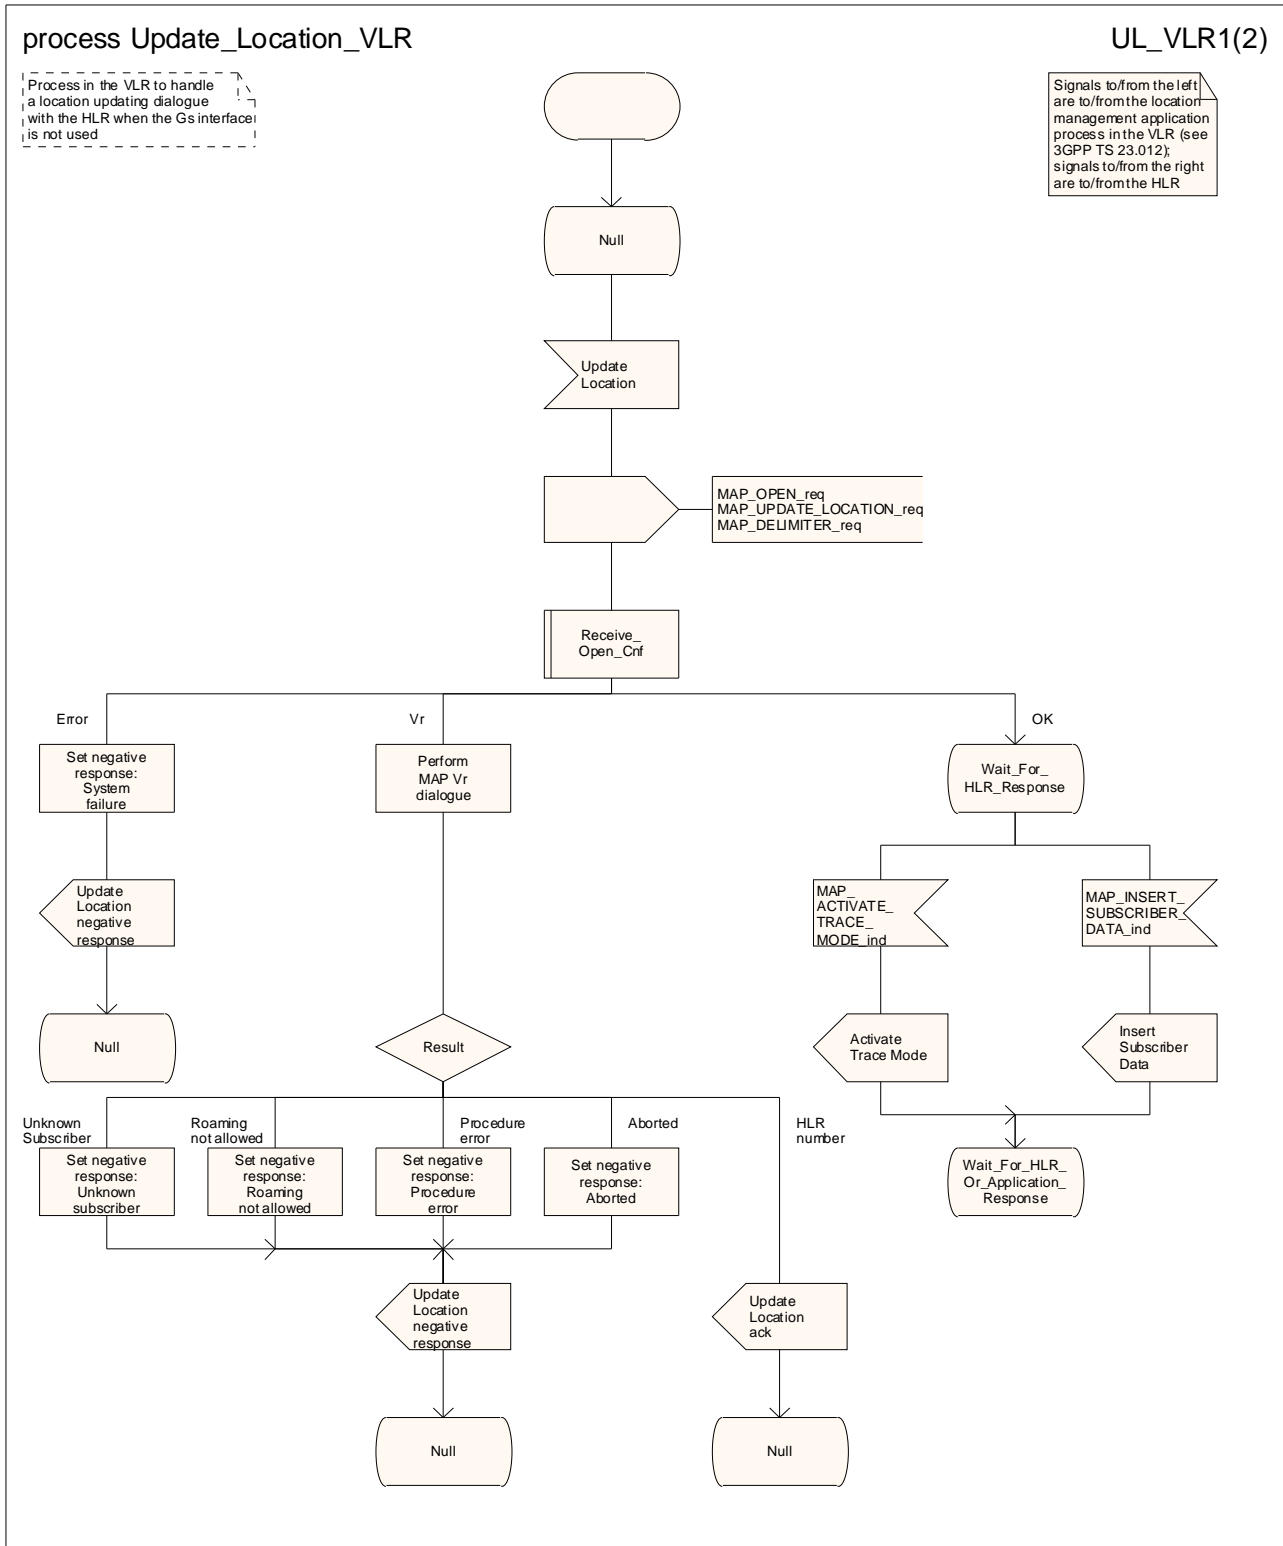 process Update_Location_VLR
UL_VLR1(2)
Process in the VLR to handle
a location updating dialogue
with the HLR when the Gs interface
is not used
Signals to/from the left
are to/from the location
management application
process in the VLR (see
3GPP TS 23.012);
signals to/from the right
are to/from the HLR
Null
Update
Location
MAP_OPEN_req
MAP_UPDATE_LOCATION_req
MAP_DELIMITER_req
Receive_
Open_Cnf
Error
Vr
OK
Set negative
response:
System
failure
Perform
MAP Vr
dialogue
Wait_For_
HLR_Response
Update
Location
negative
response
MAP_
ACTIVATE_
TRACE_
MODE_ind
MAP_INSERT_
SUBSCRIBER_
DATA_ind
Null
Result
Activate
Trace Mode
Insert
Subscriber
Data
Unknown
Subscriber
Roaming
not allowed
Procedure
error
Aborted
HLR
number
Set negative
response:
Unknown
subscriber
Set negative
response:
Roaming
not allowed
Set negative
response:
Procedure
error
Set negative
response:
Aborted
Wait_For_HLR_
Or_Application_
Response
Update
Location
negative
response
Update
Location
ack
Null
Null